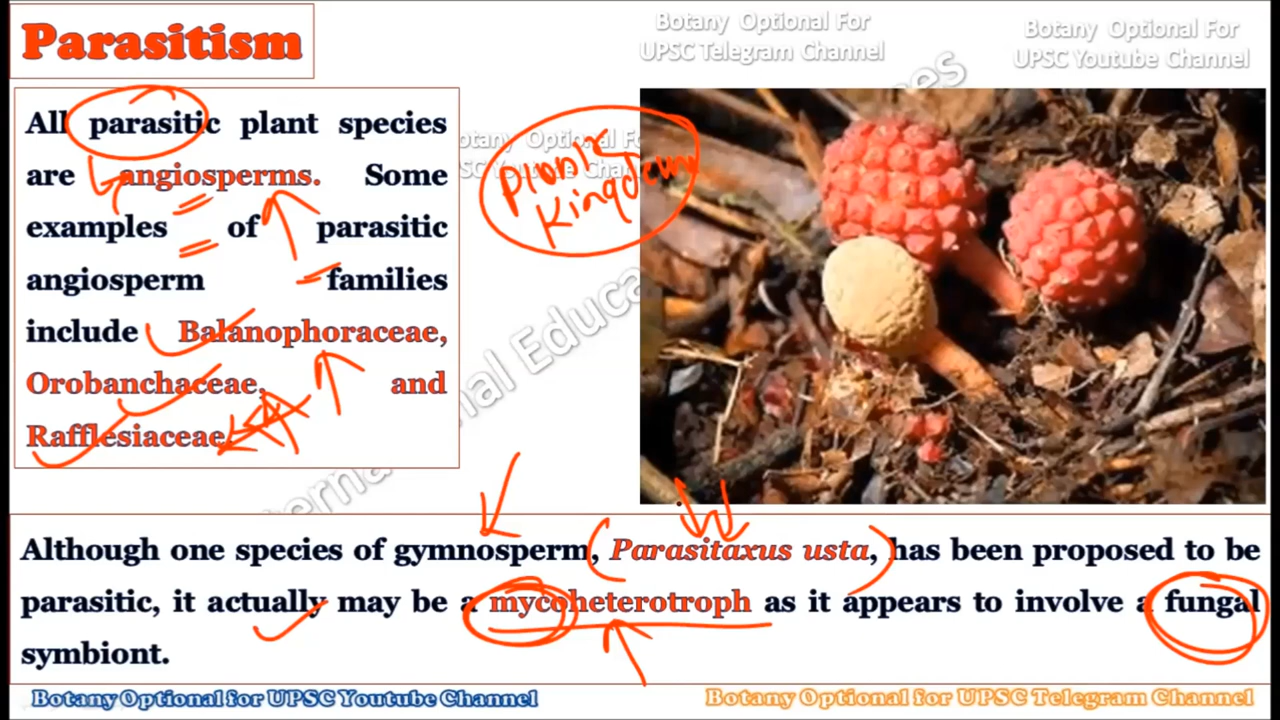 Parasitism
Botany Optional For
UPSC Telegram Channel
Botany Optional For
UPSC Youtube Channel
All parasitic plant species
are angiosperms. Some
examples of parasitic
angiosperm families
include Balanophoraceae,
Orobanchaceae, and
Rafflesiaceae
Kingdom
Although one species of gymnosperm, Parasitaxus usta, has been proposed to be
parasitic, it actually may be a mycoheterotroph as it appears to involve a fungal
symbiont.
Botany Optional for UPSC Youtube Channel
Botany Optional for UPSC Telegram Channel